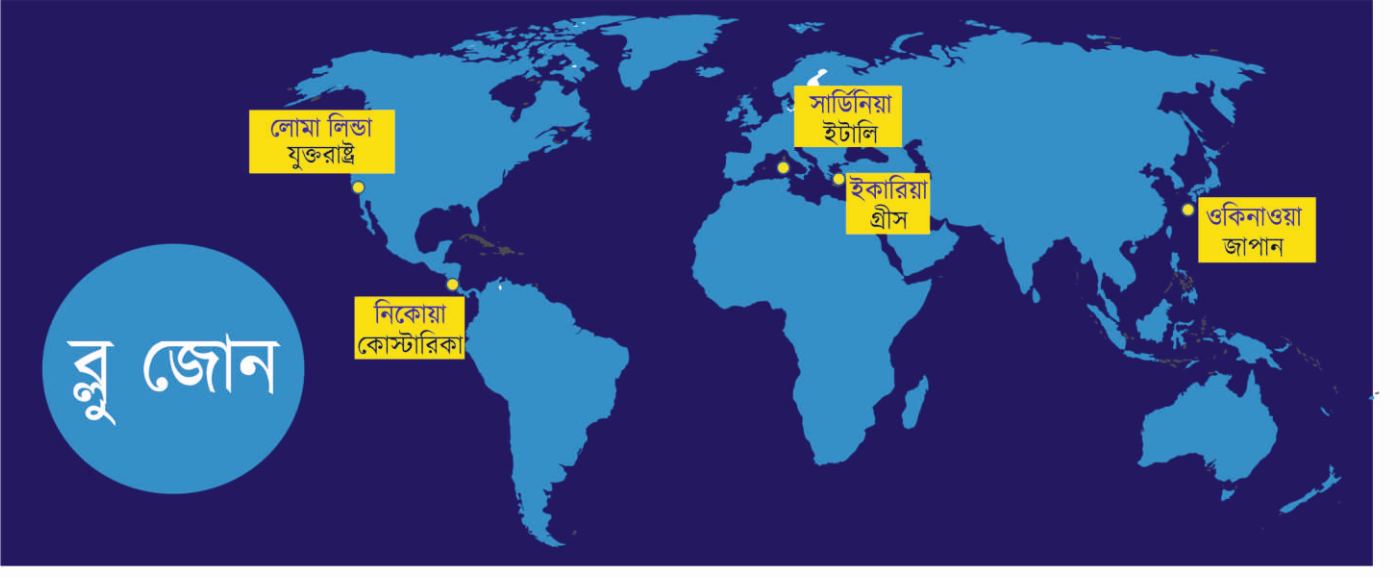 লোমা লিন্ডা
যুক্তরাষ্ট্র
সার্ডিনিয়া
ইটালি
ইকারিয়া
গ্রীস
ওকিনাওয়া
জাপান
নিকোয়া
কোস্টারিকা
ব্লু জোন